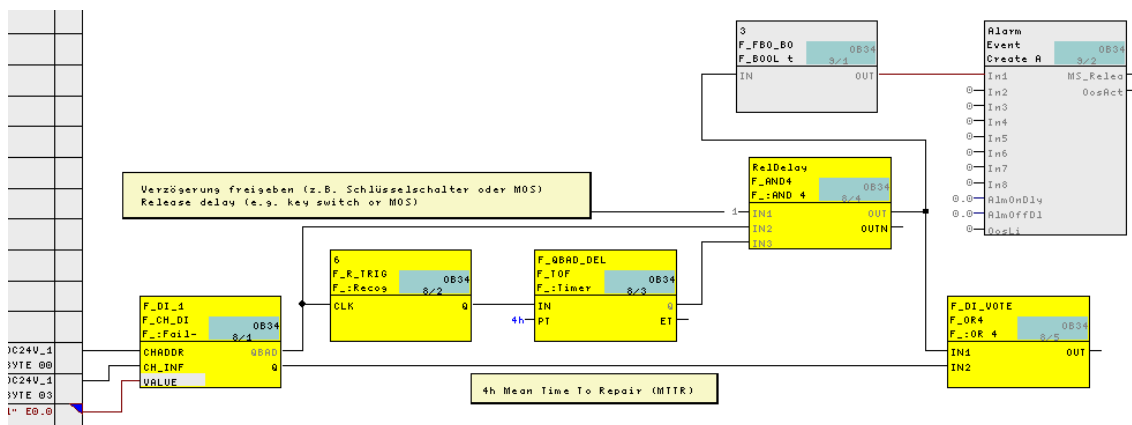 3
F_FBO_BO
F_BOOL t
OB34
9/1
IN
OUT
Alarm
Event
Create A
OB34
9/2
In1
In2
In3
In4
In5
In6
In7
In8
AlmOnDly
AlmOffDl
OosLi
MS_Relea
OosAct
0
0
0
0
0
0
0
0.0
0.0
0
Verzögerung freigeben (z.B. Schlüsselschalter oder MOS)
Release delay (e.g. key switch or MOS)
RelDelay
F_AND4
F_:AND 4
OB34
8/4
1
IN1
IN2
IN3
OUT
OUTN
6
F_R_TRIG
F_:Recog
OB34
8/2
CLK
Q
F_QBAD_DEL
F_TOF
F_:Timer
OB34
8/3
IN
4h
PT
Q
ET
F_DI_1
F_CH_DI
F_:Fail-
OB34
8/1
CHADDR
CH_INF
VALUE
QBAD
Q
F_DI_VOTE
F_OR4
F_:OR 4
OB34
8/5
IN1
IN2
OUT
DC24V_1
BYTE 00
DC24V_1
BYTE 03
1" E0.0
4h Mean Time To Repair (MTTR)